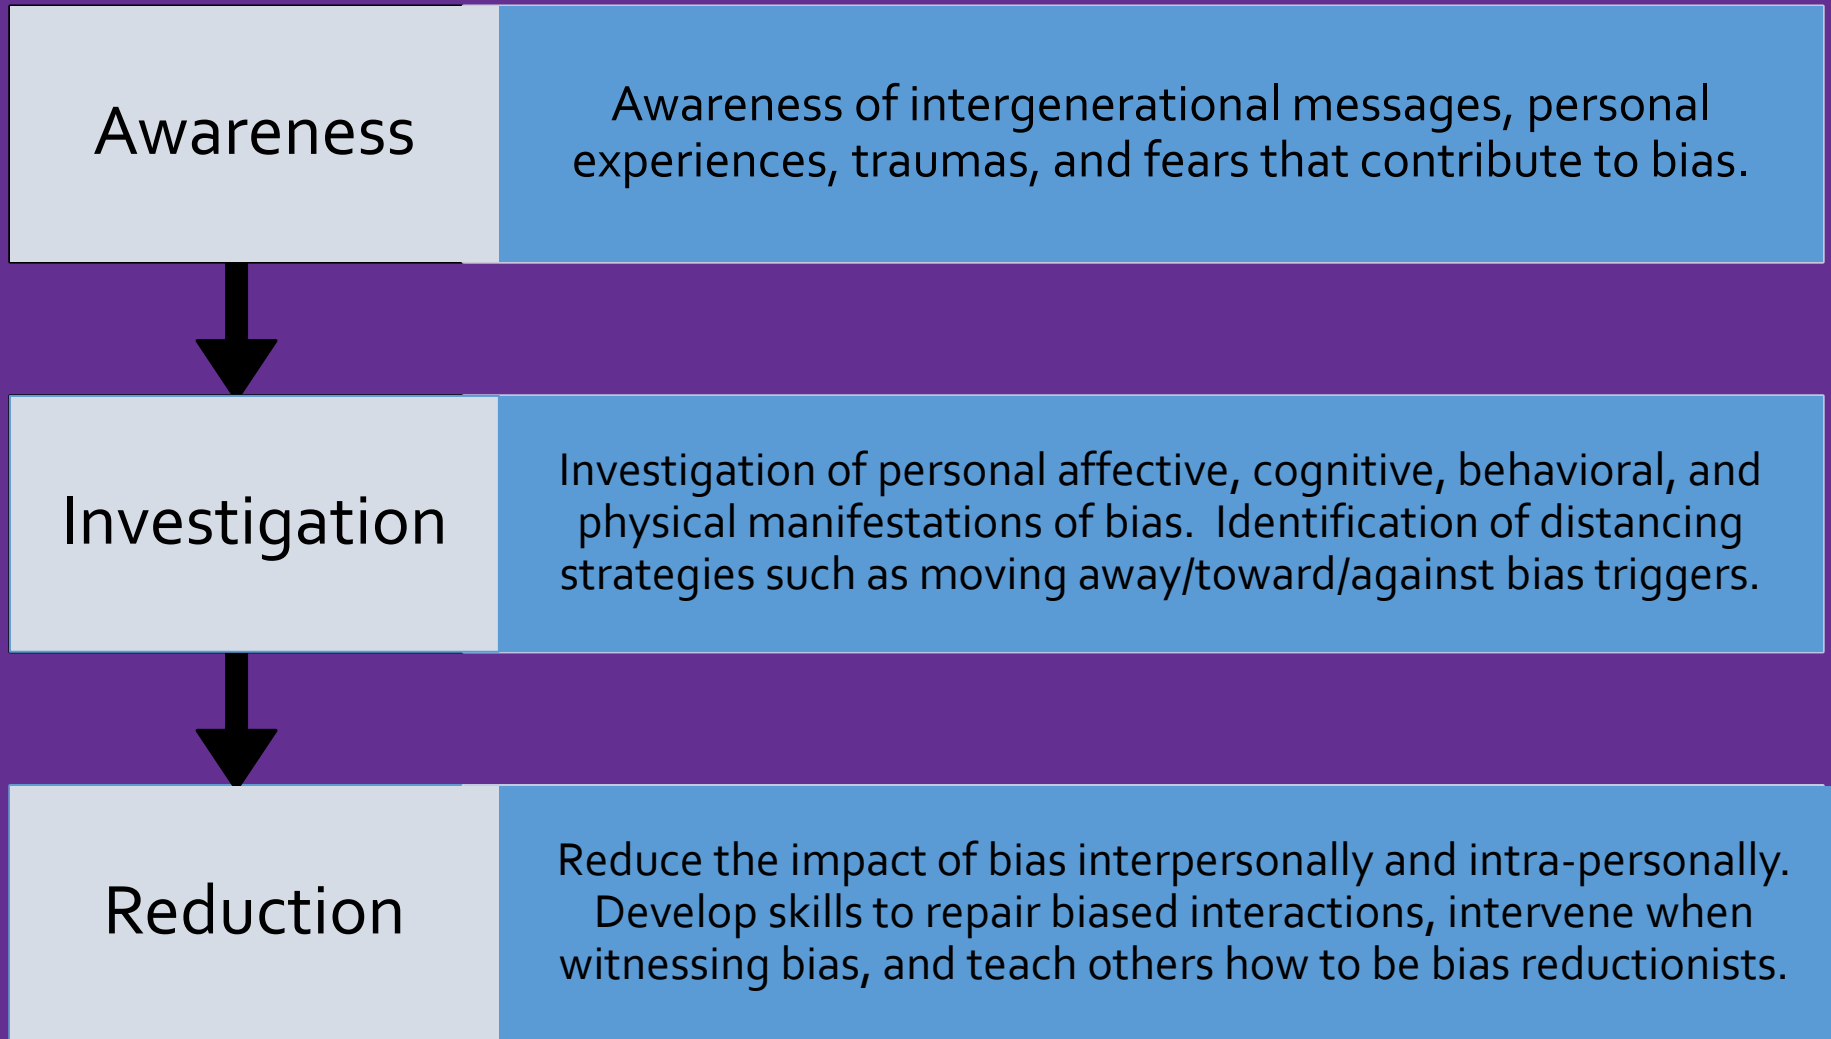 Awareness
Awareness of intergenerational messages, personal
experiences, traumas, and fears that contribute to bias.
Investigation
Investigation of personal affective, cognitive, behavioral, and
physical manifestations of bias.  Identification of distancing
strategies such as moving away/toward/against bias triggers.
Reduction
Reduce the impact of bias interpersonally and intra-personally.
Develop skills to repair biased interactions, intervene when
witnessing bias, and teach others how to be bias reductionists.